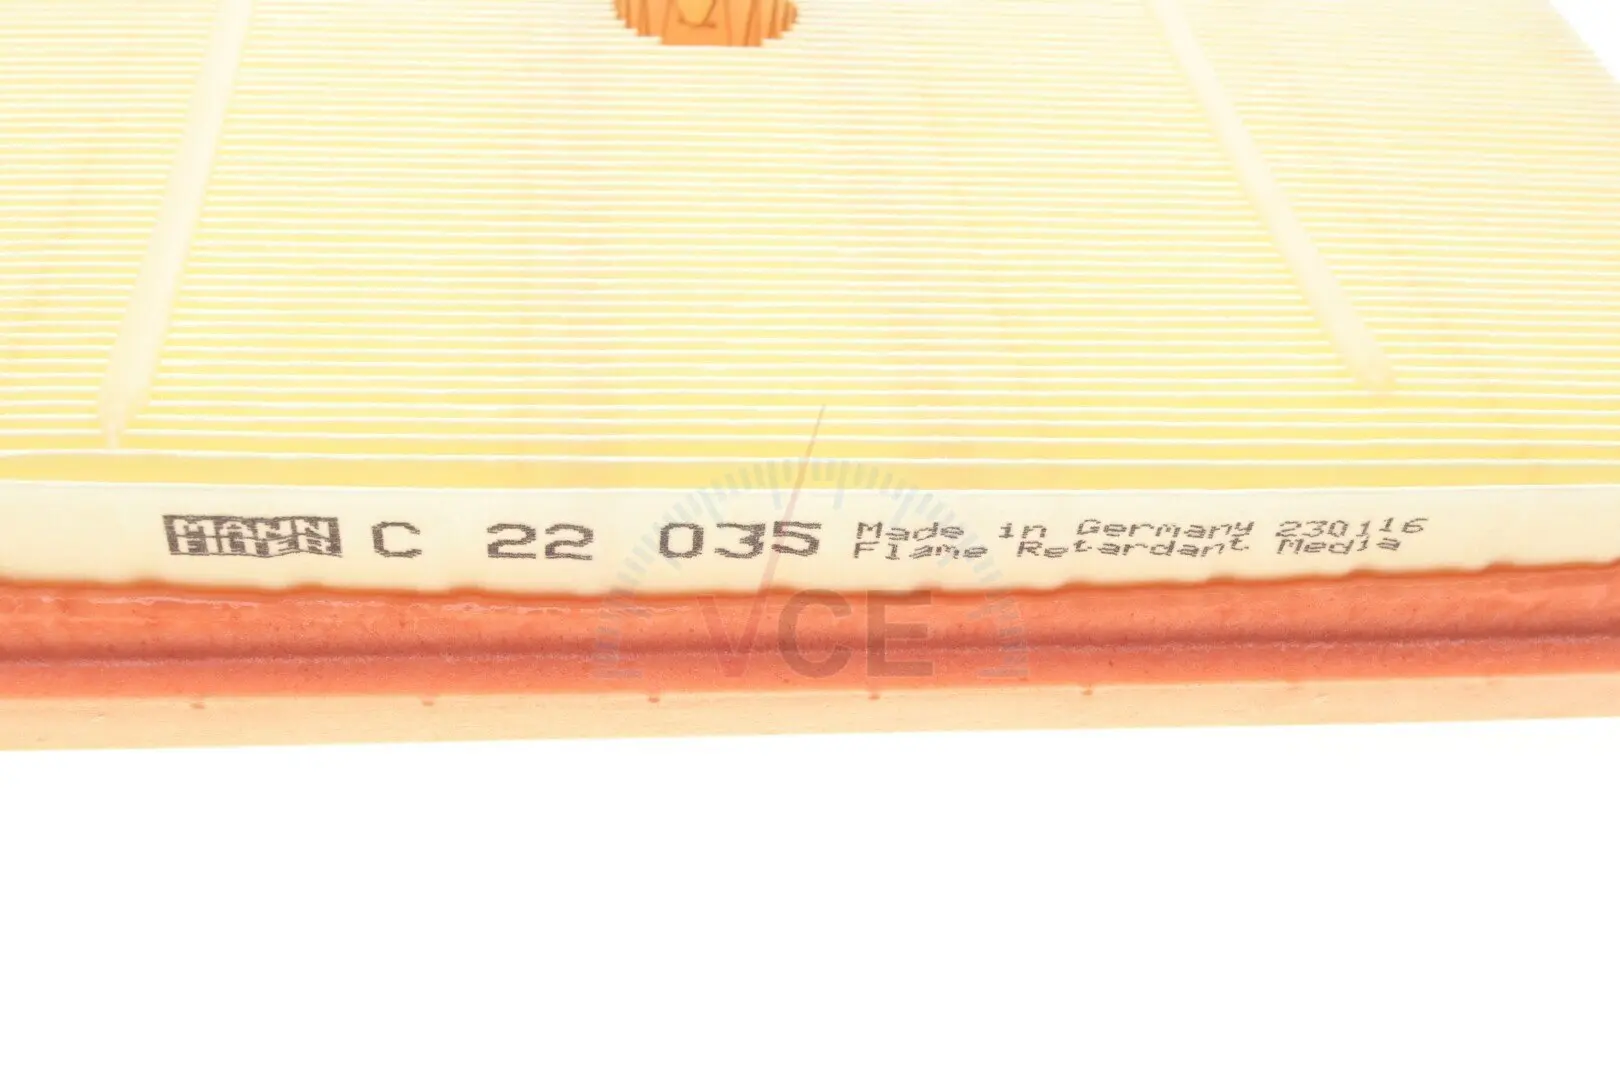 MANN FILTER C 22 035 Made in Germany 230116
Flame Retardant Media
VCE